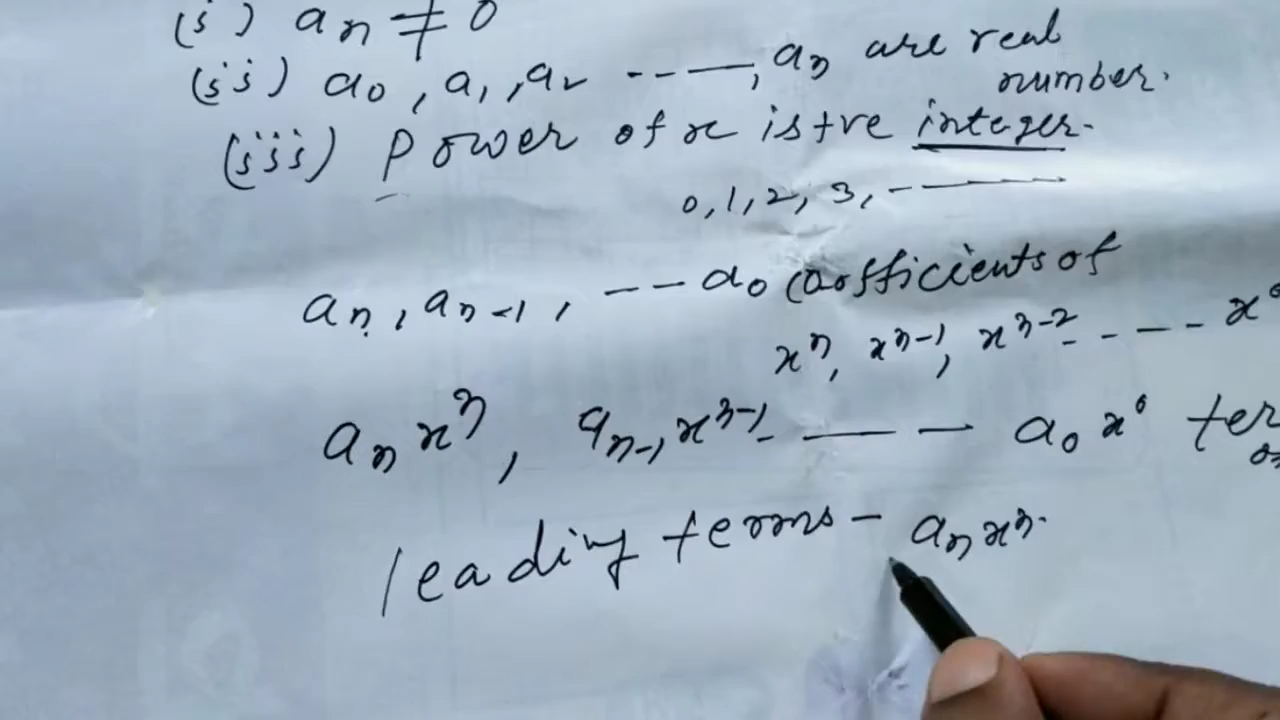 (i) aₙ ≠ 0
(ii) a₀, a₁, a₂ -----, aₙ are real number.
(iii) Power of x is +ve integer.
0, 1, 2, 3, -----
aₙ, aₙ₋₁, --- a₀ coefficients of
xⁿ, xⁿ⁻¹, xⁿ⁻² ---- x⁰
aₙxⁿ, aₙ₋₁xⁿ⁻¹ ----- a₀x⁰
leading terms - aₙxⁿ.